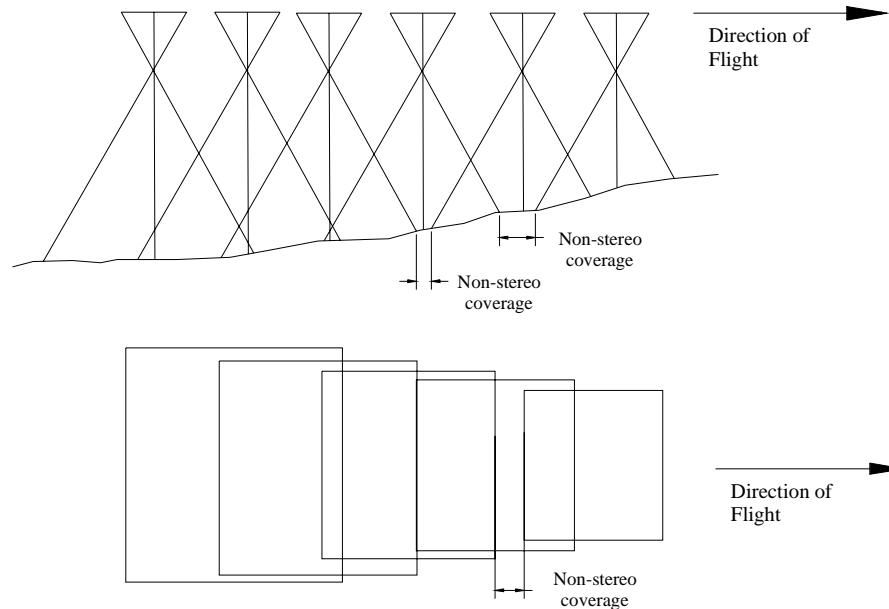 Direction of
Flight
Non-stereo
coverage
Non-stereo
coverage
Direction of
Flight
Non-stereo
coverage